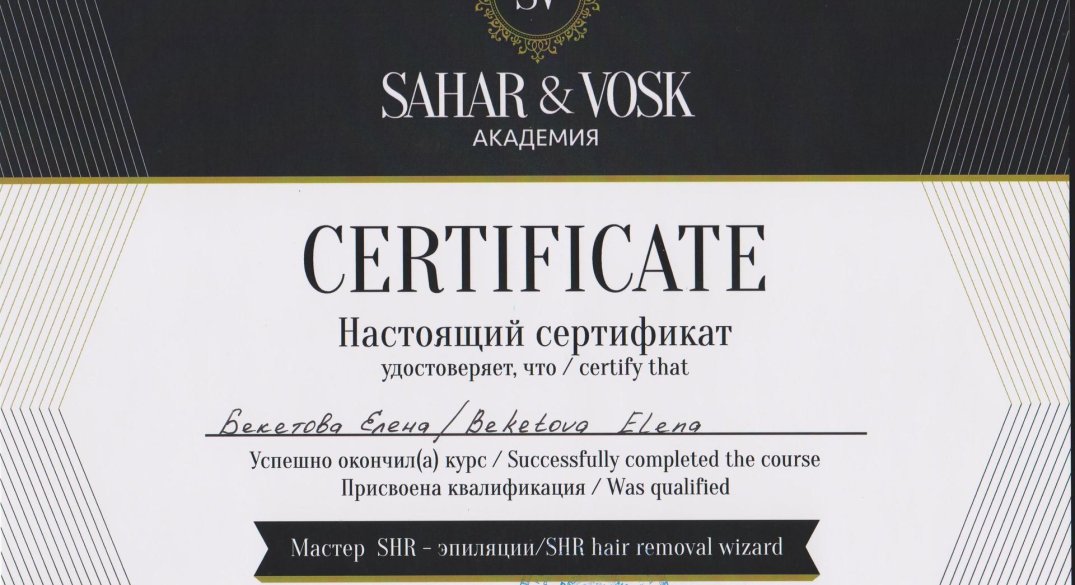 SV
SAHAR & VOSK
АКАДЕМИЯ
CERTIFICATE
Настоящий сертификат
удостоверяет, что / certify that
Бекетова Елена / Beketova Elena
Успешно окончил(а) курс / Successfully completed the course
Присвоена квалификация / Was qualified
Мастер SHR - эпиляции/SHR hair removal wizard